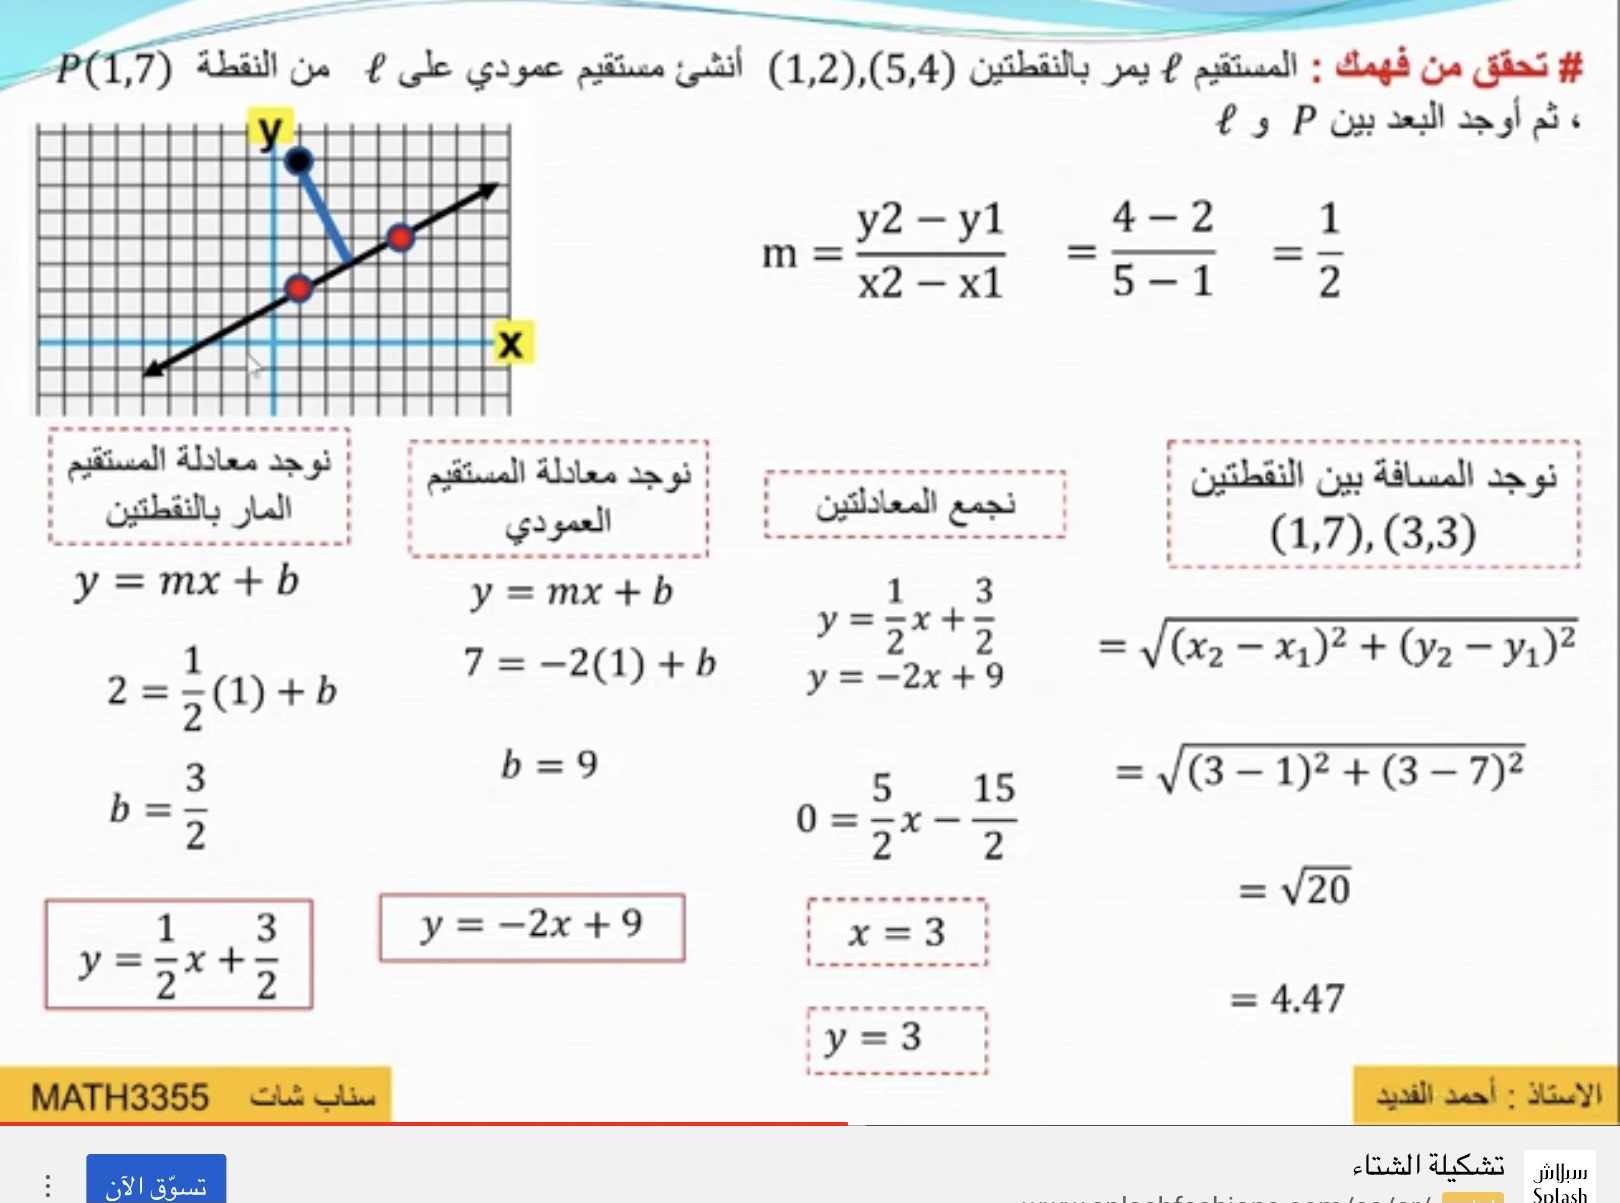 # تحقق من فهمك : المستقيم ℓ يمر بالنقطتين (1,2),(5,4) أنشئ مستقيم عمودي على ℓ من النقطة P(1,7)
، ثم أوجد البعد بين P و ℓ
y
x
m = (y2 − y1)/(x2 − x1) = (4 − 2)/(5 − 1) = 1/2
نوجد معادلة المستقيم
المار بالنقطتين
y = mx + b
2 = 1/2 (1) + b
b = 3/2
y = 1/2 x + 3/2
نوجد معادلة المستقيم
العمودي
y = mx + b
7 = −2(1) + b
b = 9
y = −2x + 9
نجمع المعادلتين
y = 1/2 x + 3/2
y = −2x + 9
0 = 5/2 x − 15/2
x = 3
y = 3
نوجد المسافة بين النقطتين
(1,7), (3,3)
= √((x₂ − x₁)² + (y₂ − y₁)²)
= √((3 − 1)² + (3 − 7)²)
= √20
= 4.47
سناب شات MATH3355
الاستاذ : أحمد الفديد
تشكيلة الشتاء
تسوّق الآن
سبلاش
Splash